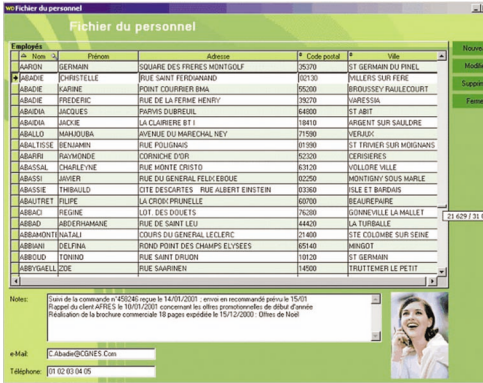 WD Fichier du personnel
Fichier du personnel
Employés
Nom Prénom Adresse Code postal Ville
AARON GERMAIN SQUARE DES FRERES MONTGOLF 35370 ST GERMAIN DU PINEL
ABADIE CHRISTELLE RUE SAINT FERDIANAND 02130 VILLERS SUR FERE
ABADIE KARINE POINT COURRIER BMA 55200 BROUSSEY RAULECOURT
ABADIE FREDERIC RUE DE LA FERME HENRY 39270 VARESSIA
ABAIDIA JACQUES PARVIS DUBREUIL 64800 ST ABIT
ABAIDIA JACKIE LA CLAIRIERE BT I 18410 ARGENT SUR SAULDRE
ABALLO MAHJOUBA AVENUE DU MARECHAL NEY 71590 VERJUX
ABALTISSE BENJAMIN RUE POLIGNAIS 01990 ST TRIVIER SUR MOIGNANS
ABARRI RAYMONDE CORNICHE D'OR 52320 CERISIERES
ABASSAL CHARLEYNE RUE MONTE CRISTO 63120 VOLLORE VILLE
ABASSI JAVIER RUE DU GENERAL FELIX EBOUE 02250 MONTIGNY SOUS MARLE
ABASSIE THIBAULD CITE DESCARTES RUE ALBERT EINSTEIN 03360 ISLE ET BARDAIS
ABAUTRET FILIPE LA CROIX PRUNELLE 60700 BEAUREPAIRE
ABBACI REGINE LOT. DES DOUETS 76280 GONNEVILLE LA MALLET
ABBAD ABDERHAMANE RUE DE SAINT LEU 44420 LA TURBALLE
ABBAMONTE NATALI COURS DU GENERAL LECLERC 21400 STE COLOMBE SUR SEINE
ABBIANI DELFINA ROND POINT DES CHAMPS ELYSEES 65140 MINGOT
ABBOUD TONINO RUE SAINT DRUON 10120 ST GERMAIN
ABBYGAELL ZOE RUE SAARINEN 14500 TRUTTEMER LE PETIT
Nouve
Modifie
Supprim
Ferme
21 629 / 31 0
Notes:
Suivi de la commande n°458246 reçue le 14/01/2001 ; envoi en recommandé prévu le 15/01
Rappel du client AFRES le 18/01/2001 concernant les offres promotionnelles de début d'année
Réalisation de la brochure commerciale 18 pages expédiée le 15/12/2000 : Offres de Noel
e-Mail: C.Abadie@CGNES.Com
Téléphone: 01 02 03 04 05